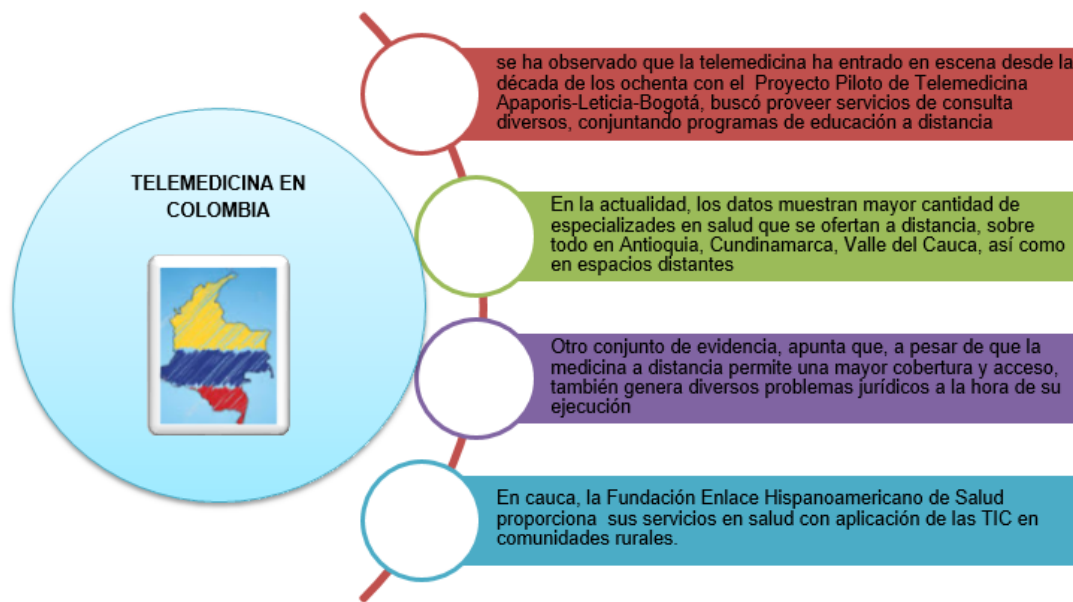 TELEMEDICINA EN
COLOMBIA
se ha observado que la telemedicina ha entrado en escena desde la
década de los ochenta con el  Proyecto Piloto de Telemedicina
Apaporis-Leticia-Bogotá, buscó proveer servicios de consulta
diversos, conjuntando programas de educación a distancia
En la actualidad, los datos muestran mayor cantidad de
especializades en salud que se ofertan a distancia, sobre
todo en Antioquia, Cundinamarca, Valle del Cauca, así como
en espacios distantes
Otro conjunto de evidencia, apunta que, a pesar de que la
medicina a distancia permite una mayor cobertura y acceso,
también genera diversos problemas jurídicos a la hora de su
ejecución
En cauca, la Fundación Enlace Hispanoamericano de Salud
proporciona  sus servicios en salud con aplicación de las TIC en
comunidades rurales.